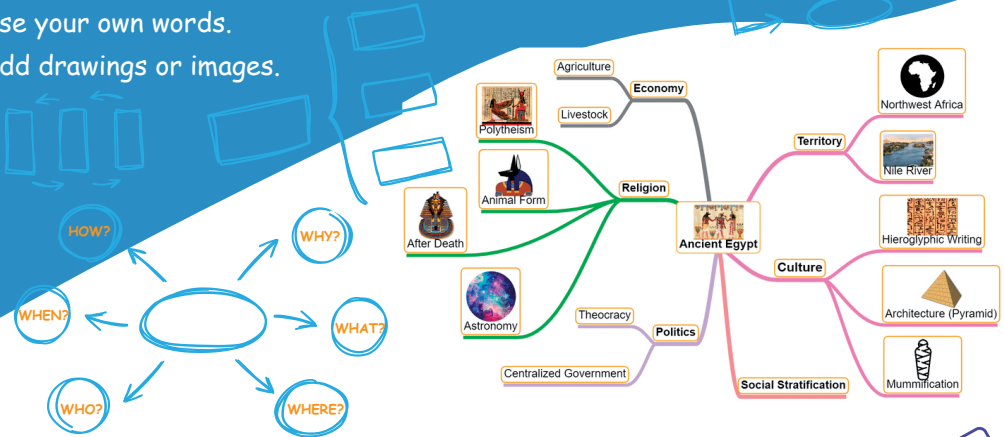 se your own words.
dd drawings or images.
HOW?
WHY?
WHEN?
WHAT?
WHO?
WHERE?
Agriculture
Economy
Livestock
Polytheism
Animal Form
Religion
After Death
Astronomy
Ancient Egypt
Theocracy
Politics
Centralized Government
Social Stratification
Northwest Africa
Territory
Nile River
Hieroglyphic Writing
Culture
Architecture (Pyramid)
Mummification